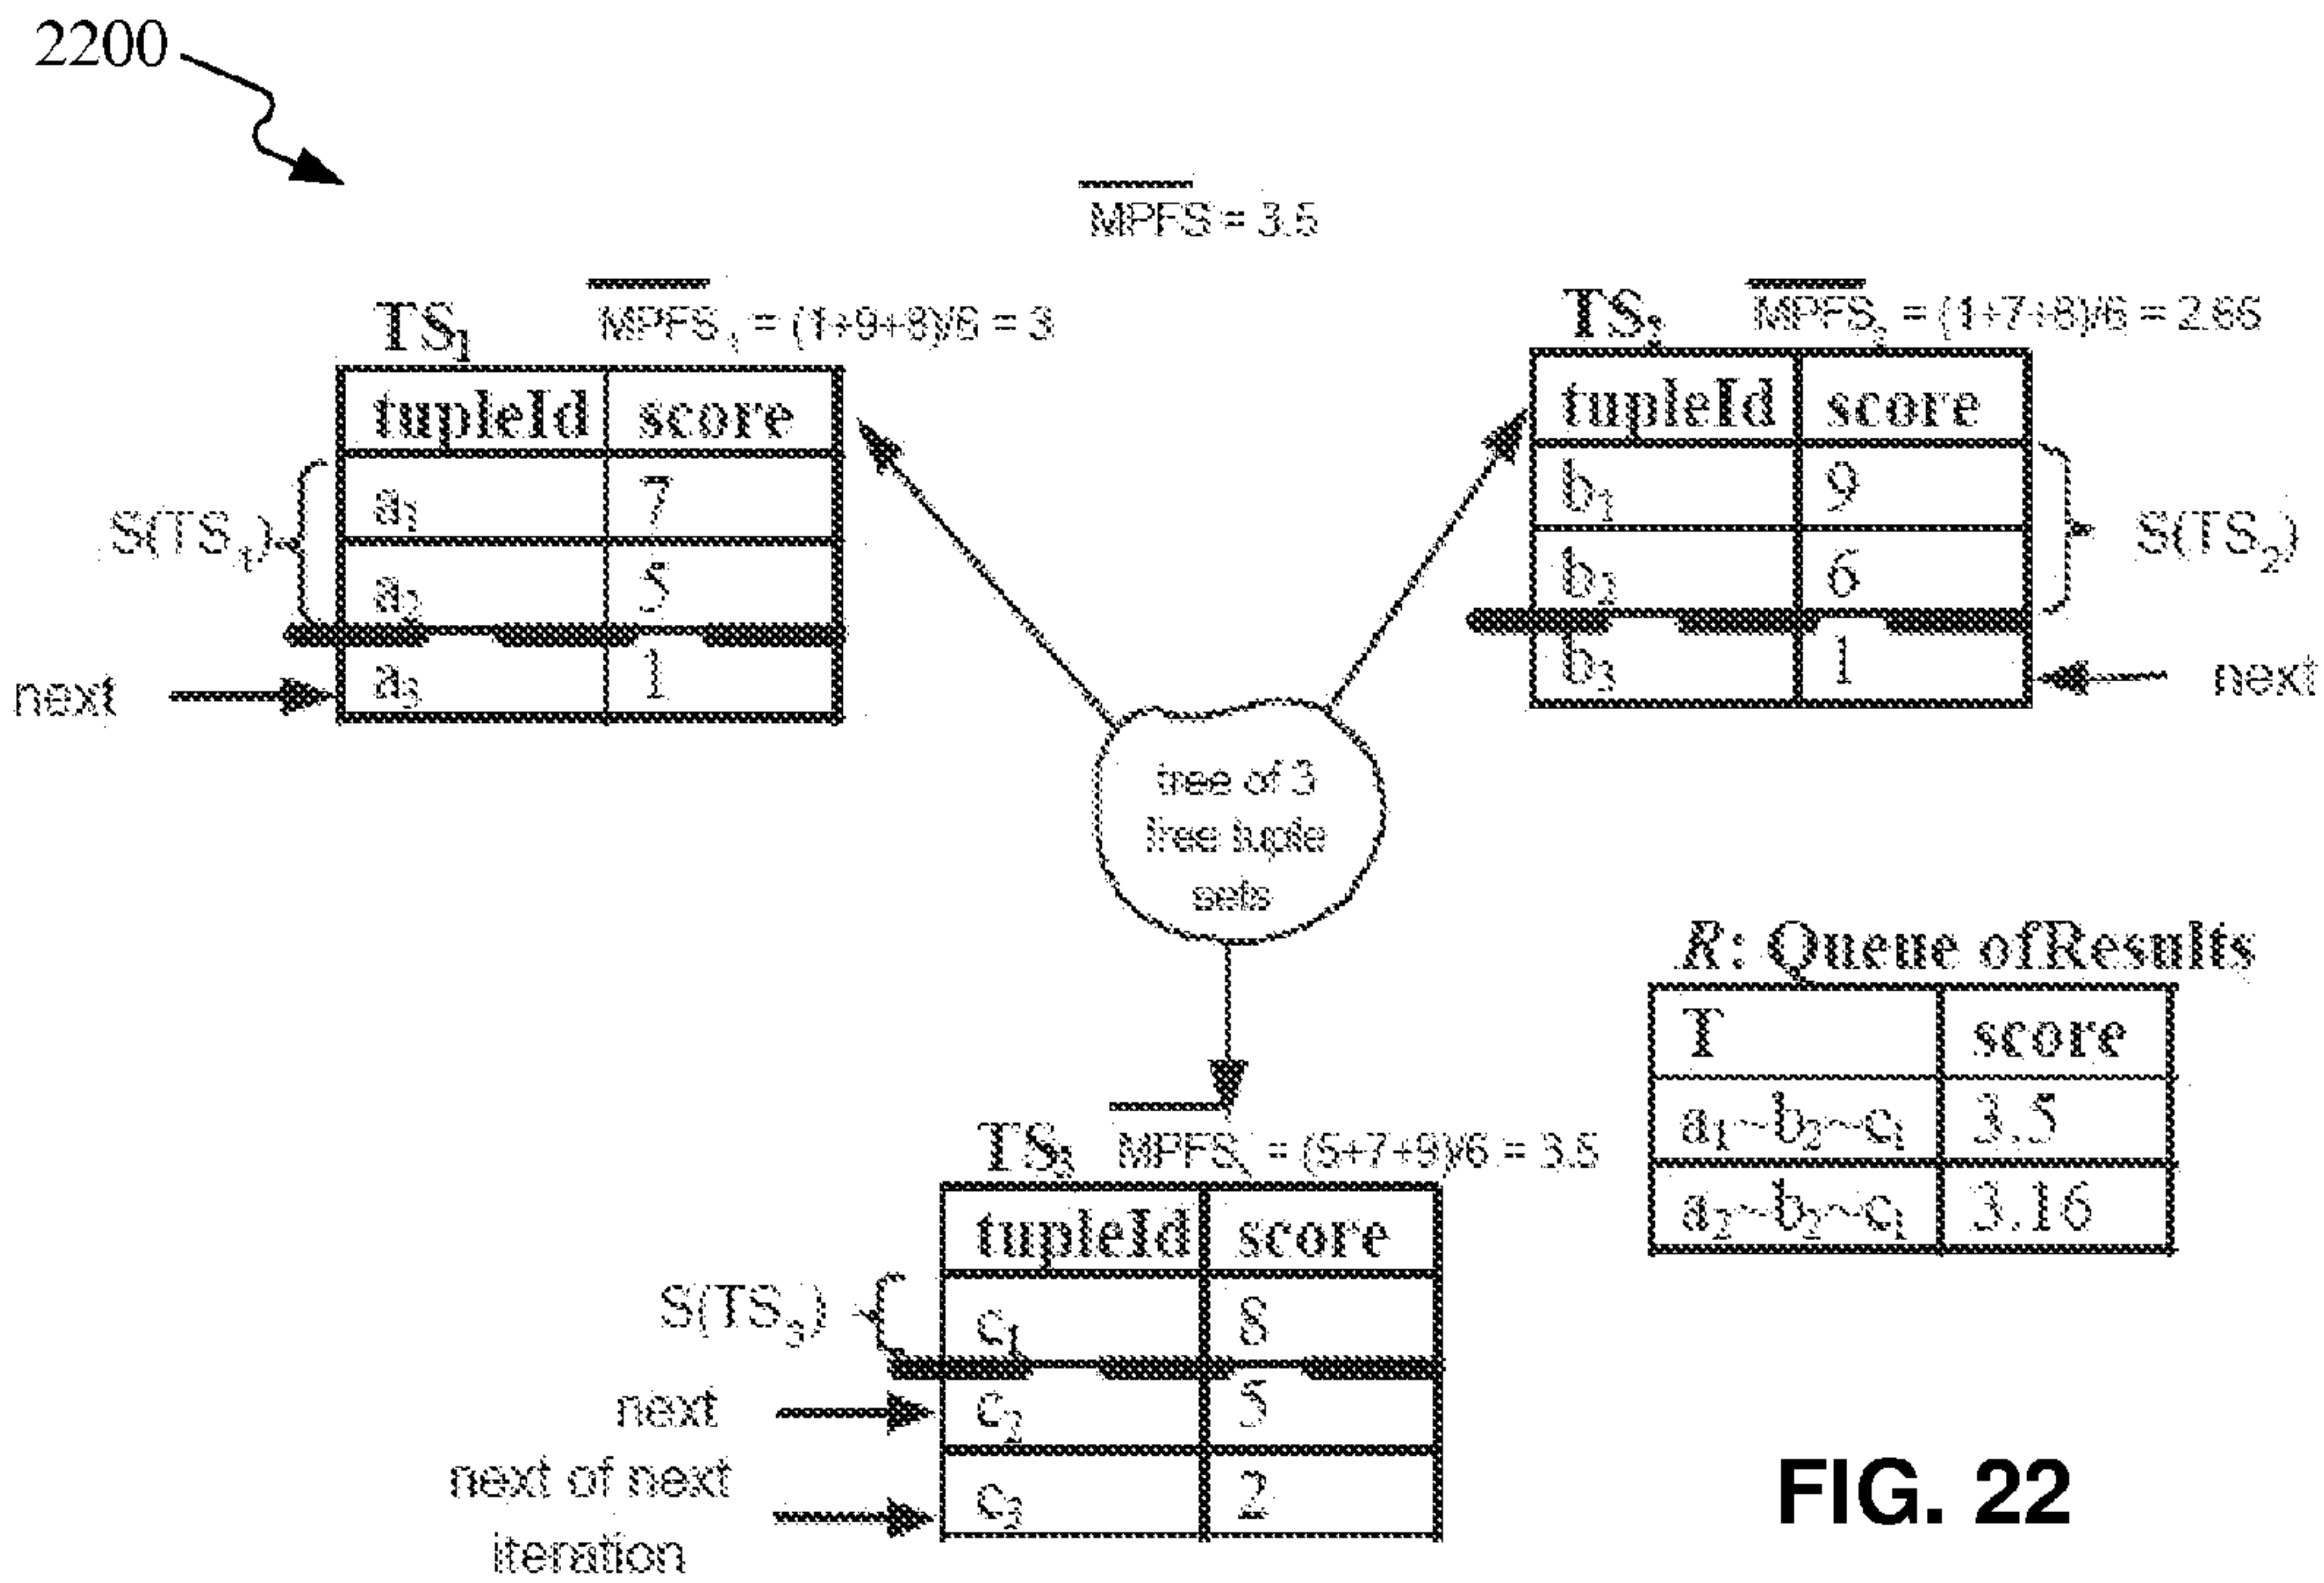 2200
MPFS = 3.5
TS₁ MPFS₁ = (1+9+8)/6 = 3
tupleId score
a₁ 7
a₂ 5
a₃ 1
S(TS₁)
next
TS₂ MPFS₂ = (1+7+8)/6 = 2.66
tupleId score
b₁ 9
b₂ 6
b₃ 1
S(TS₂)
next
tree of 3
free tuple
sets
TS₃ MPFS = (5+7+9)/6 = 3.5
tupleId score
c₁ 8
c₂ 5
c₃ 2
S(TS₃)
next
next of next
iteration
R: Queue of Results
T score
a₁~b₂~c₁ 3.5
a₂~b₂~c₁ 3.16
FIG. 22